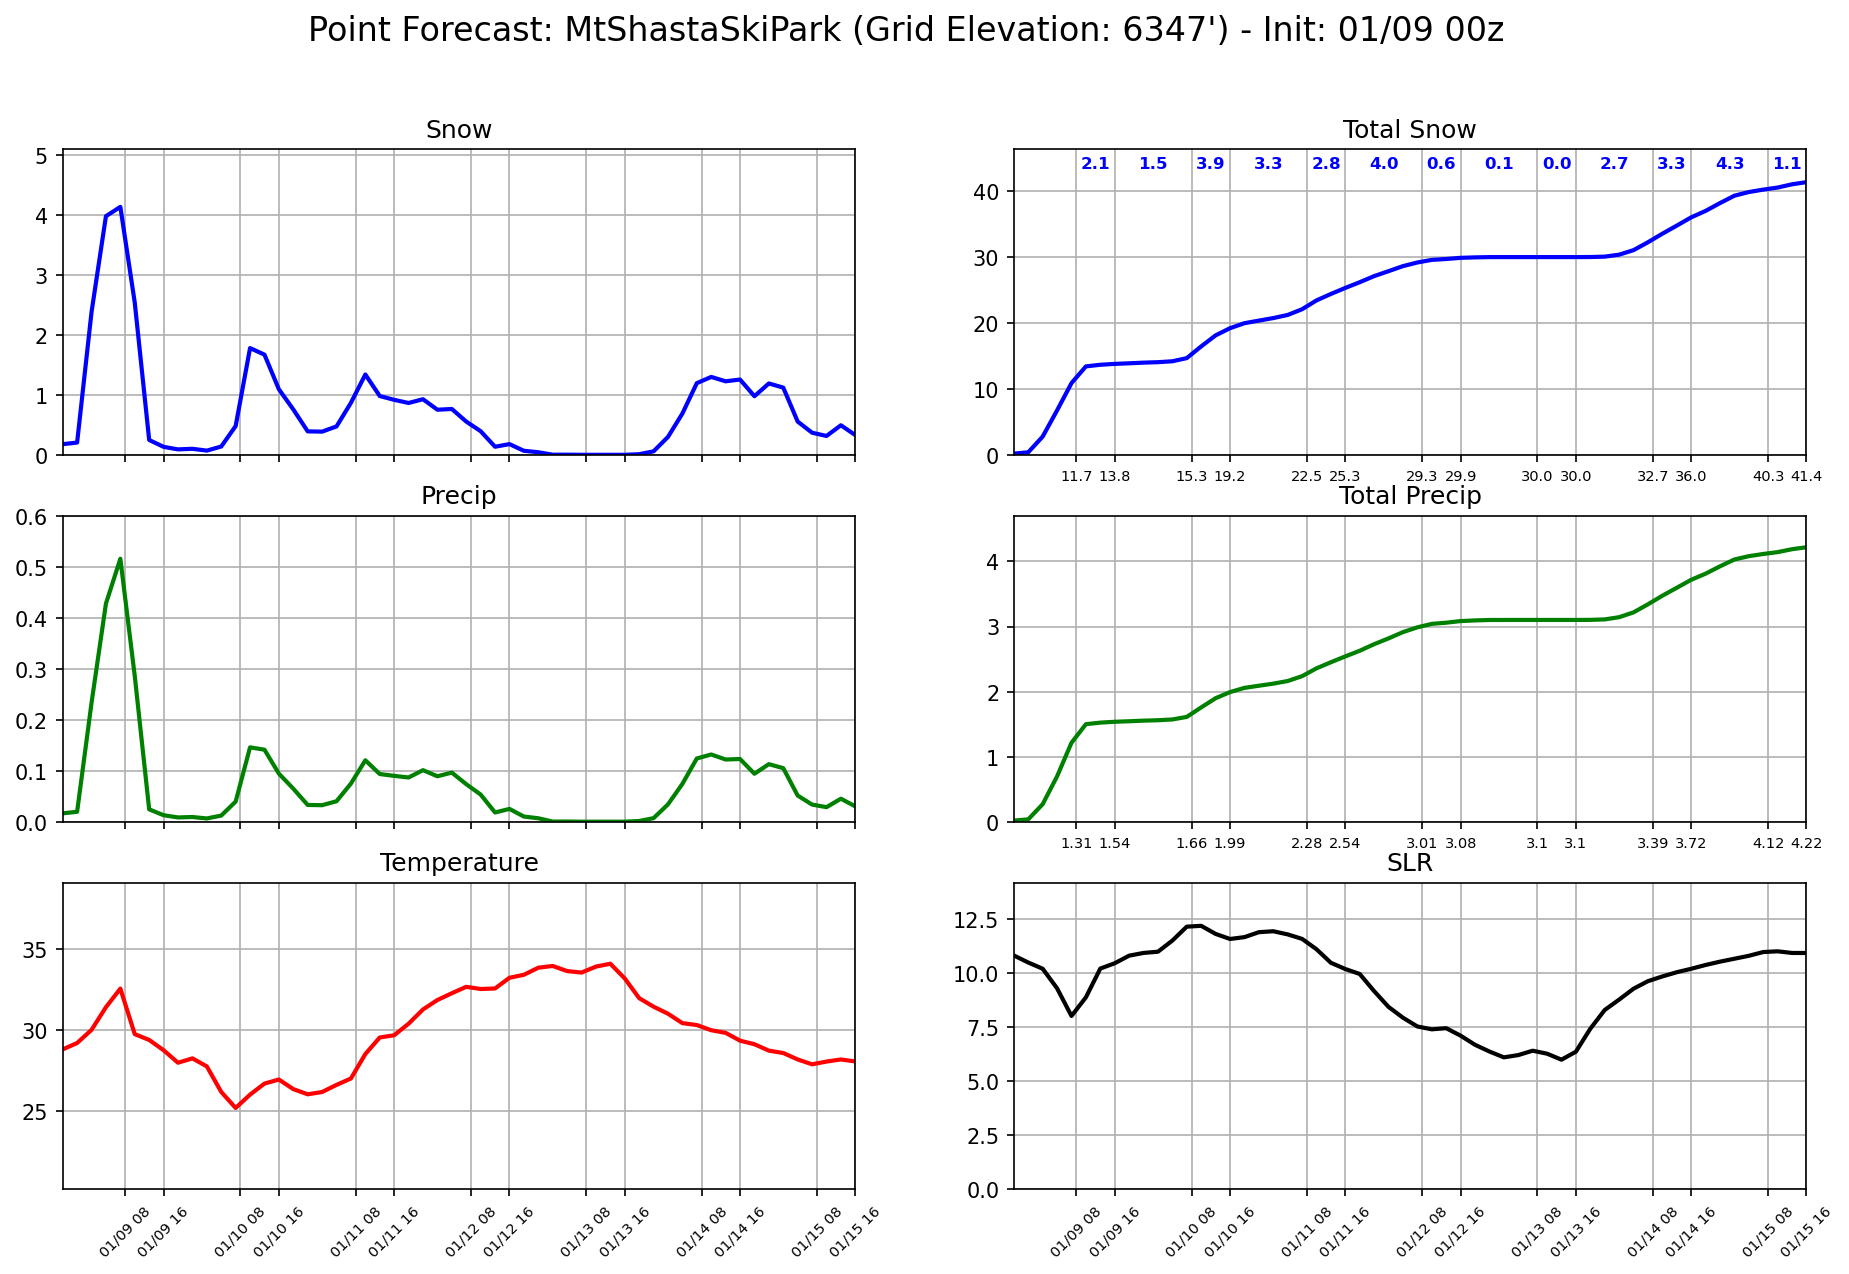 Point Forecast: MtShastaSkiPark (Grid Elevation: 6347') - Init: 01/09 00z
Snow
5
4
3
2
1
0
Total Snow
2.1 1.5 3.9 3.3 2.8 4.0 0.6 0.1 0.0 2.7 3.3 4.3 1.1
40
30
20
10
0
11.7 13.8 15.3 19.2 22.5 25.3 29.3 29.9 30.0 30.0 32.7 36.0 40.3 41.4
Precip
0.6
0.5
0.4
0.3
0.2
0.1
0.0
Total Precip
4
3
2
1
0
1.31 1.54 1.66 1.99 2.28 2.54 3.01 3.08 3.1 3.1 3.39 3.72 4.12 4.22
Temperature
35
30
25
01/09 08 01/09 16 01/10 08 01/10 16 01/11 08 01/11 16 01/12 08 01/12 16 01/13 08 01/13 16 01/14 08 01/14 16 01/15 08 01/15 16
SLR
12.5
10.0
7.5
5.0
2.5
0.0
01/09 08 01/09 16 01/10 08 01/10 16 01/11 08 01/11 16 01/12 08 01/12 16 01/13 08 01/13 16 01/14 08 01/14 16 01/15 08 01/15 16